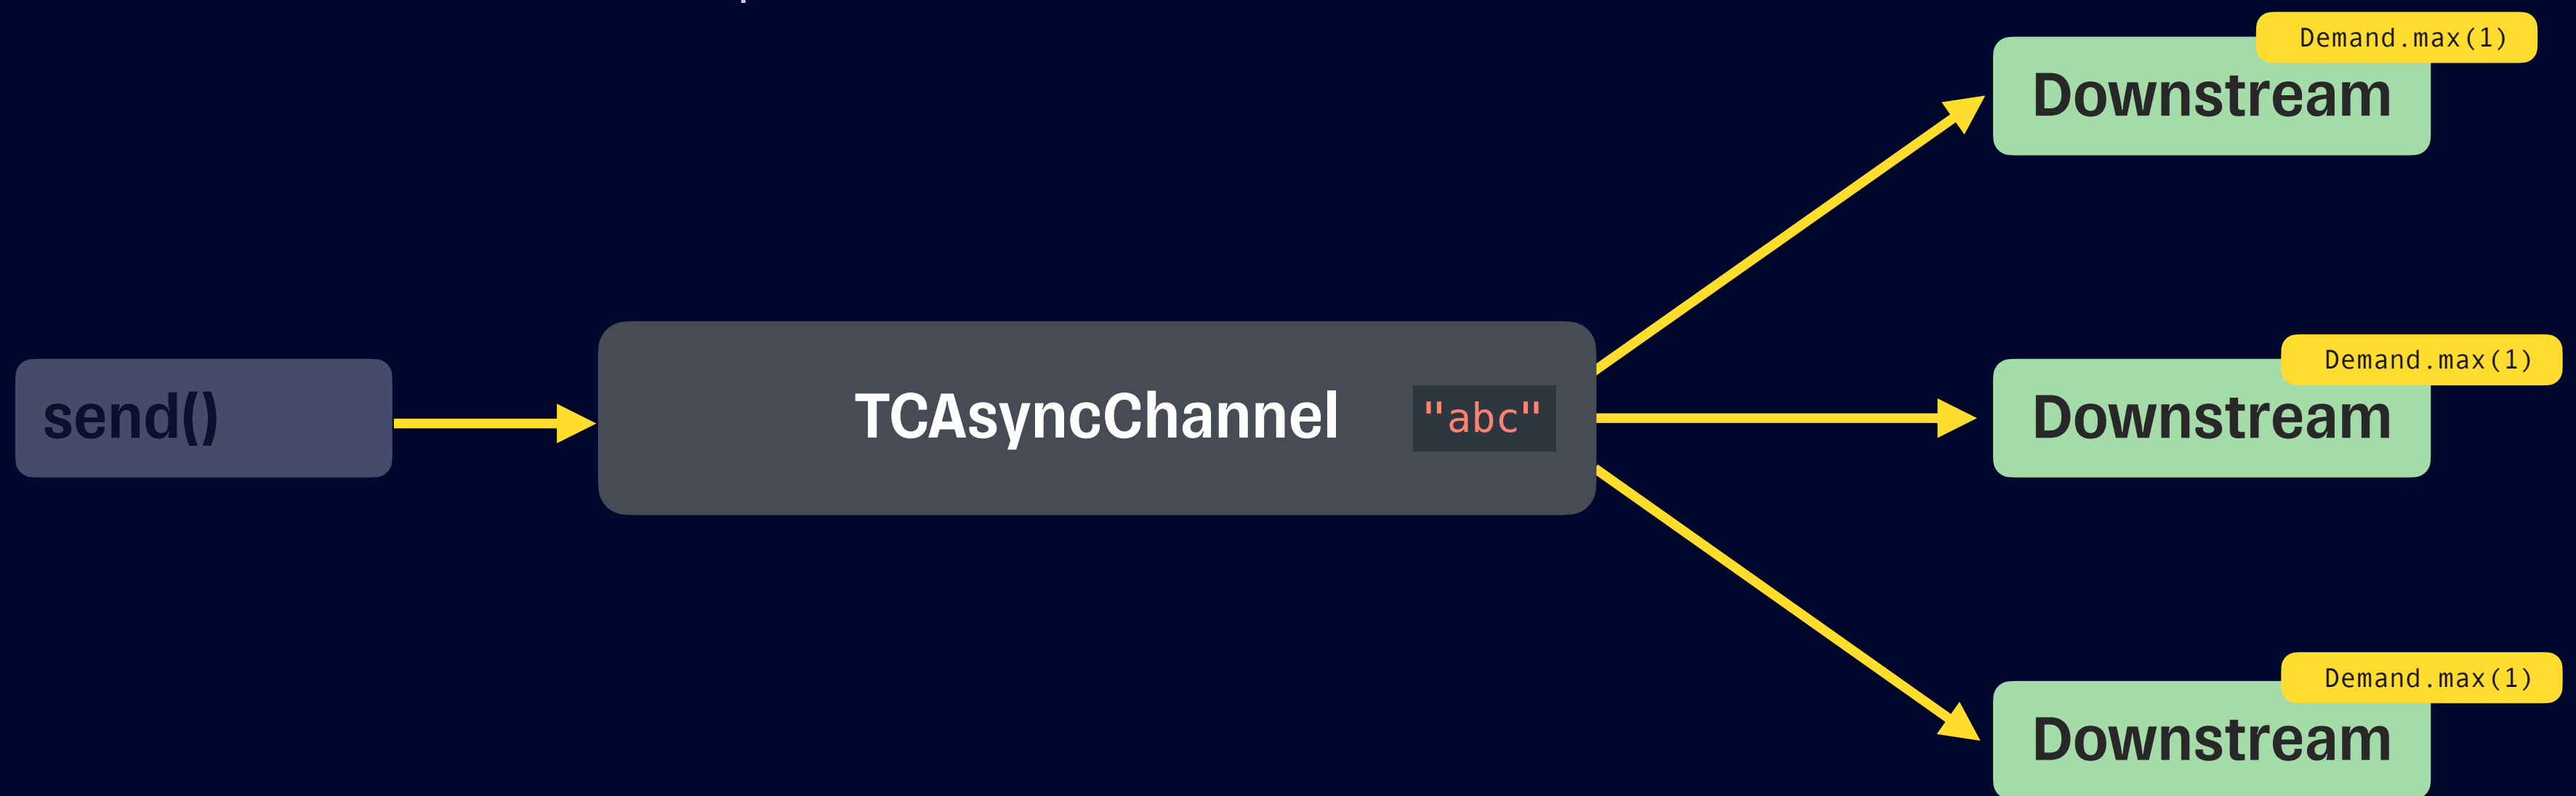 Demand.max(1)
Downstream
send()
TCAsyncChannel
"abc"
Demand.max(1)
Downstream
Demand.max(1)
Downstream